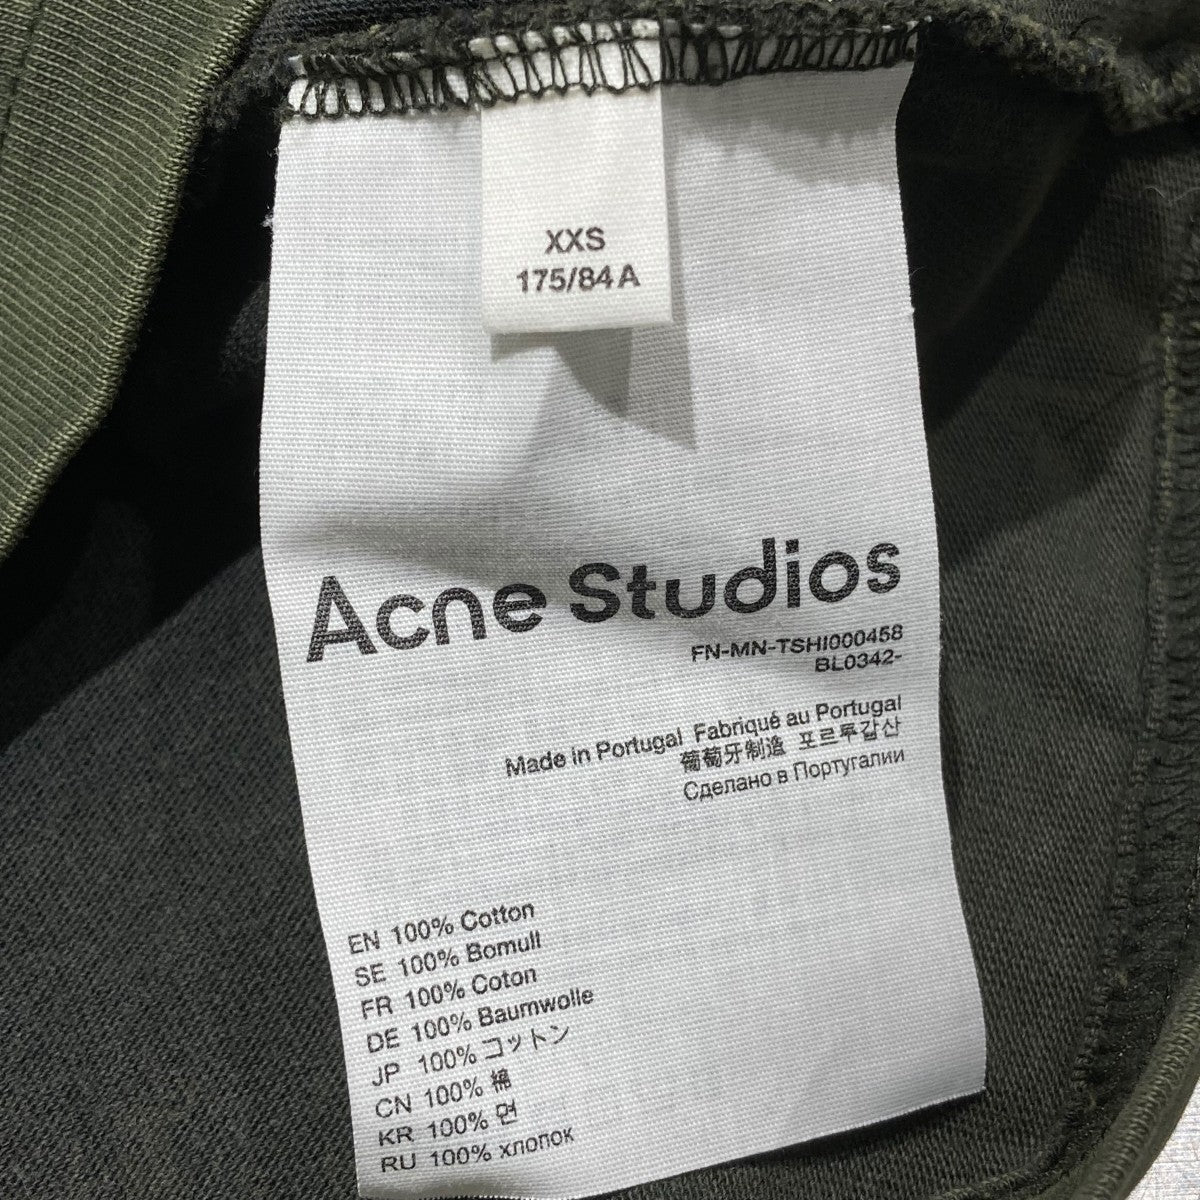 XXS
175/84A
Acne Studios
FN-MN-TSHI000458
BL0342-
Made in Portugal Fabriqué au Portugal
葡萄牙制造 포르투갈산
Сделано в Португалии
EN 100% Cotton
SE 100% Bomull
FR 100% Coton
DE 100% Baumwolle
JP 100% コットン
CN 100% 棉
KR 100% 면
RU 100% хлопок